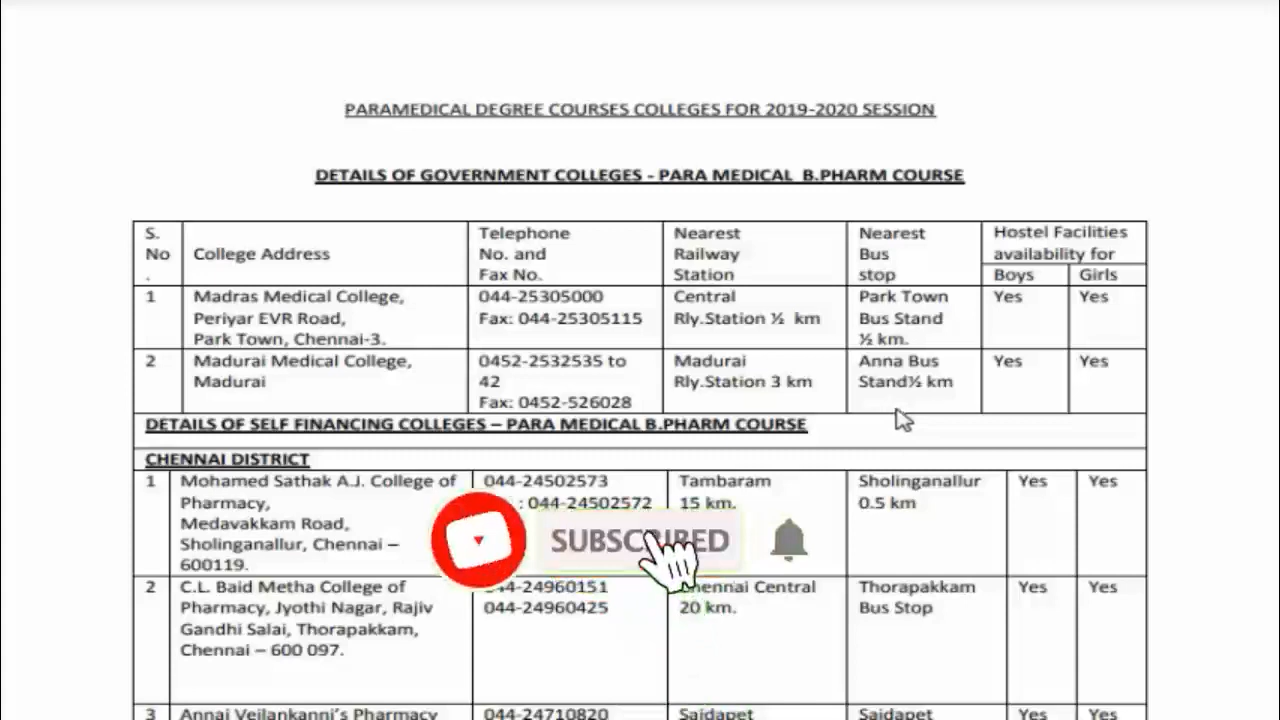 PARAMEDICAL DEGREE COURSES COLLEGES FOR 2019-2020 SESSION
DETAILS OF GOVERNMENT COLLEGES - PARA MEDICAL B.PHARM COURSE
S. No . College Address Telephone No. and Fax No. Nearest Railway Station Nearest Bus stop Hostel Facilities availability for
Boys Girls
1 Madras Medical College, 044-25305000 Central Park Town Yes Yes
Periyar EVR Road, Fax: 044-25305115 Rly.Station ½ km Bus Stand
Park Town, Chennai-3. ½ km.
2 Madurai Medical College, 0452-2532535 to Madurai Anna Bus Yes Yes
Madurai 42 Rly.Station 3 km Stand½ km
Fax: 0452-526028
DETAILS OF SELF FINANCING COLLEGES – PARA MEDICAL B.PHARM COURSE
CHENNAI DISTRICT
1 Mohamed Sathak A.J. College of 044-24502573 Tambaram Sholinganallur Yes Yes
Pharmacy, : 044-24502572 15 km. 0.5 km
Medavakkam Road,
Sholinganallur, Chennai –
SUBSCRIBED
600119.
2 C.L. Baid Metha College of 044-24960151 Chennai Central Thorapakkam Yes Yes
Pharmacy, Jyothi Nagar, Rajiv 044-24960425 20 km. Bus Stop
Gandhi Salai, Thorapakkam,
Chennai – 600 097.
3 Annai Veilankanni's Pharmacy 044-24710820 Saidapet Saidapet Yes Yes